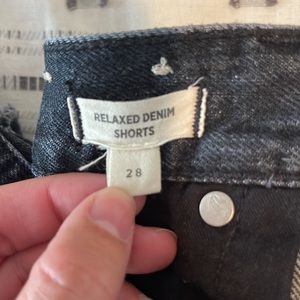 RELAXED DENIM
SHORTS
28